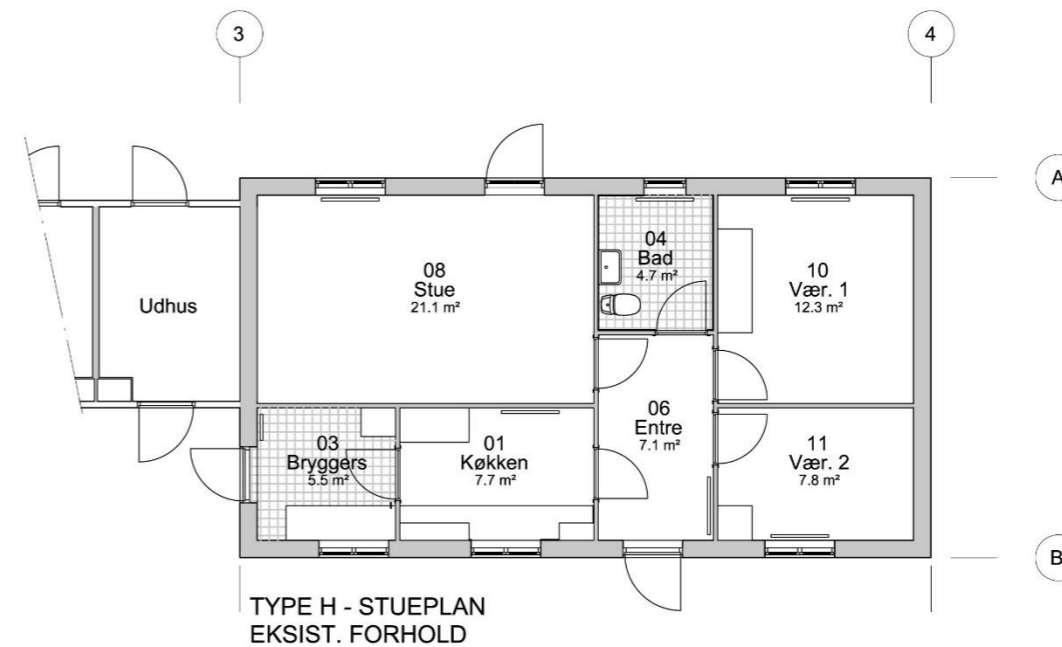 3
4
A
Udhus
08
Stue
21.1 m²
04
Bad
4.7 m²
10
Vær. 1
12.3 m²
03
Bryggers
5.5 m²
01
Køkken
7.7 m²
06
Entre
7.1 m²
11
Vær. 2
7.8 m²
B
TYPE H - STUEPLAN
EKSIST. FORHOLD